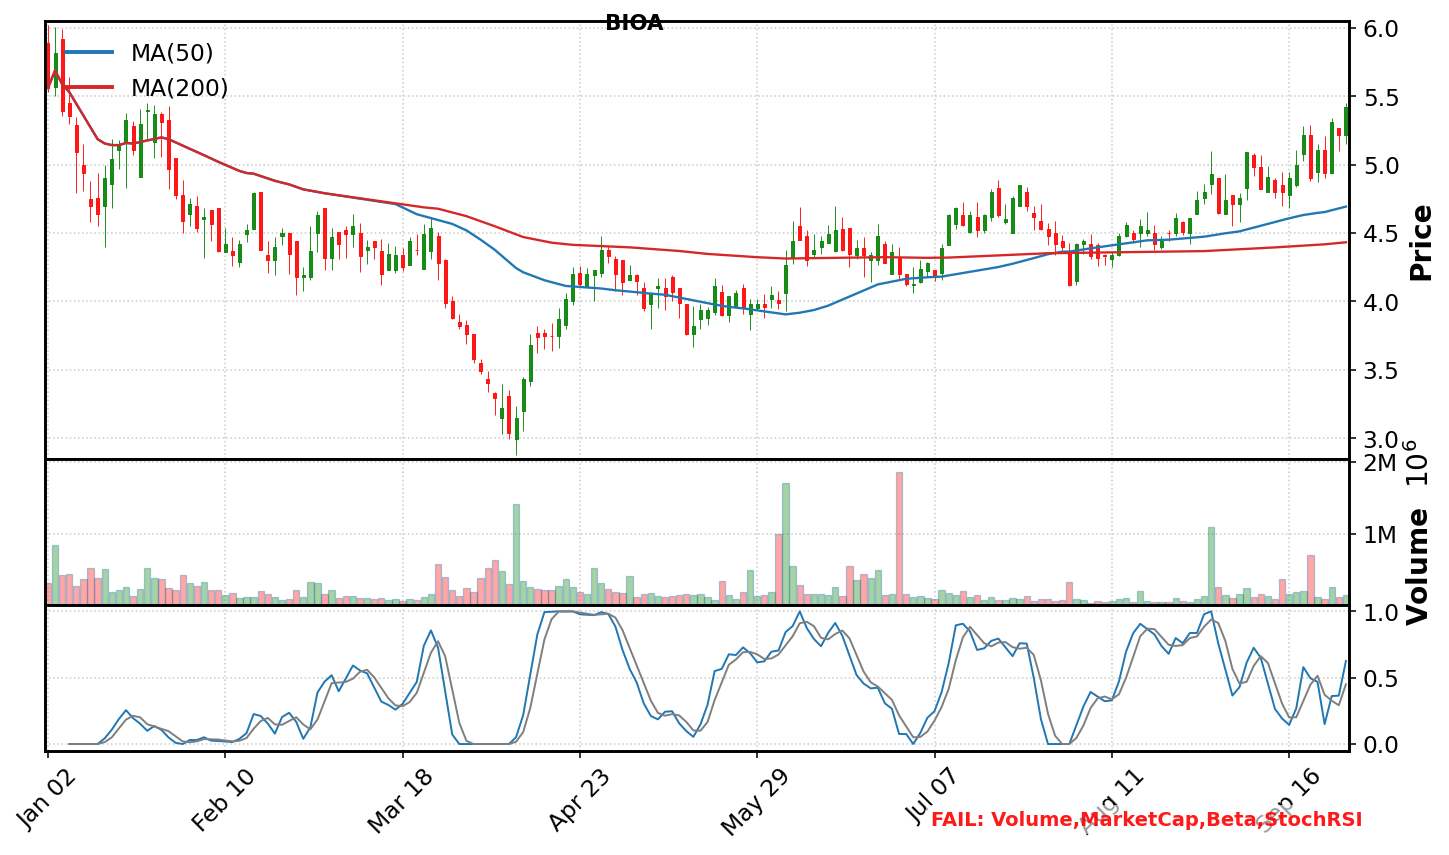 BIOA
MA(50)
MA(200)
6.0
5.5
5.0
4.5
4.0
3.5
3.0
Price
2M
1M
Volume 10^6
1.0
0.5
0.0
Jan 02
Feb 10
Mar 18
Apr 23
May 29
Jul 07
Aug 11
Sep 16
FAIL: Volume,MarketCap,Beta,StochRSI